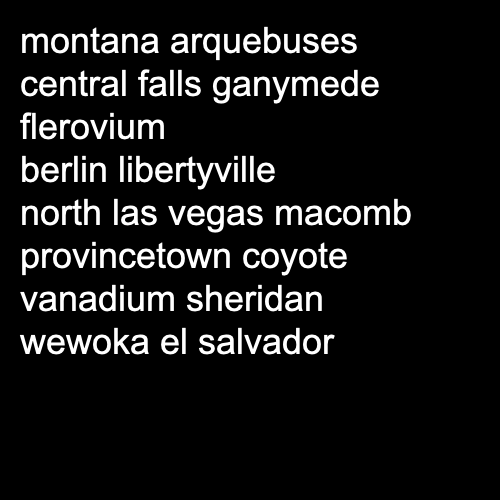 montana arquebuses
central falls ganymede
flerovium
berlin libertyville
north las vegas macomb
provincetown coyote
vanadium sheridan
wewoka el salvador